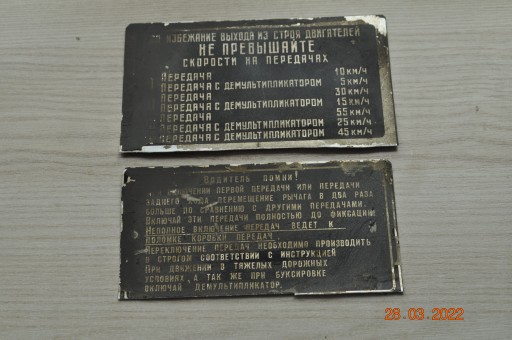 ИЗБЕЖАНИЕ ВЫХОДА ИЗ СТРОЯ ДВИГАТЕЛЕЙ
НЕ ПРЕВЫШАЙТЕ
СКОРОСТИ НА ПЕРЕДАЧАХ
ПЕРЕДАЧА 10КМ/Ч
ПЕРЕДАЧА С ДЕМУЛЬТИПЛИКАТОРОМ 5КМ/Ч
ПЕРЕДАЧА 30КМ/Ч
ПЕРЕДАЧА С ДЕМУЛЬТИПЛИКАТОРОМ 15КМ/Ч
ПЕРЕДАЧА 55КМ/Ч
ПЕРЕДАЧА С ДЕМУЛЬТИПЛИКАТОРОМ 25КМ/Ч
ПЕРЕДАЧА С ДЕМУЛЬТИПЛИКАТОРОМ 45КМ/Ч
ВОДИТЕЛЬ ПОМНИ!
ПРИ ВКЛЮЧЕНИИ ПЕРВОЙ ПЕРЕДАЧИ ИЛИ ПЕРЕДАЧИ
ЗАДНЕГО ХОДА ПЕРЕМЕЩЕНИЕ РЫЧАГА В ДВА РАЗА
БОЛЬШЕ ПО СРАВНЕНИЮ С ДРУГИМИ ПЕРЕДАЧАМИ.
ВКЛЮЧАЙ ЭТИ ПЕРЕДАЧИ ПОЛНОСТЬЮ ДО ФИКСАЦИИ
НЕПОЛНОЕ ВКЛЮЧЕНИЕ ПЕРЕДАЧ ВЕДЕТ К
ПОЛОМКЕ КОРОБКИ ПЕРЕДАЧ
ПЕРЕКЛЮЧЕНИЕ ПЕРЕДАЧ НЕОБХОДИМО ПРОИЗВОДИТЬ
В СТРОГОМ СООТВЕТСТВИИ С ИНСТРУКЦИЕЙ
ПРИ ДВИЖЕНИИ В ТЯЖЕЛЫХ ДОРОЖНЫХ
УСЛОВИЯХ, А ТАК ЖЕ ПРИ БУКСИРОВКЕ
ВКЛЮЧАЙ ДЕМУЛЬТИПЛИКАТОР.
28.03.2022